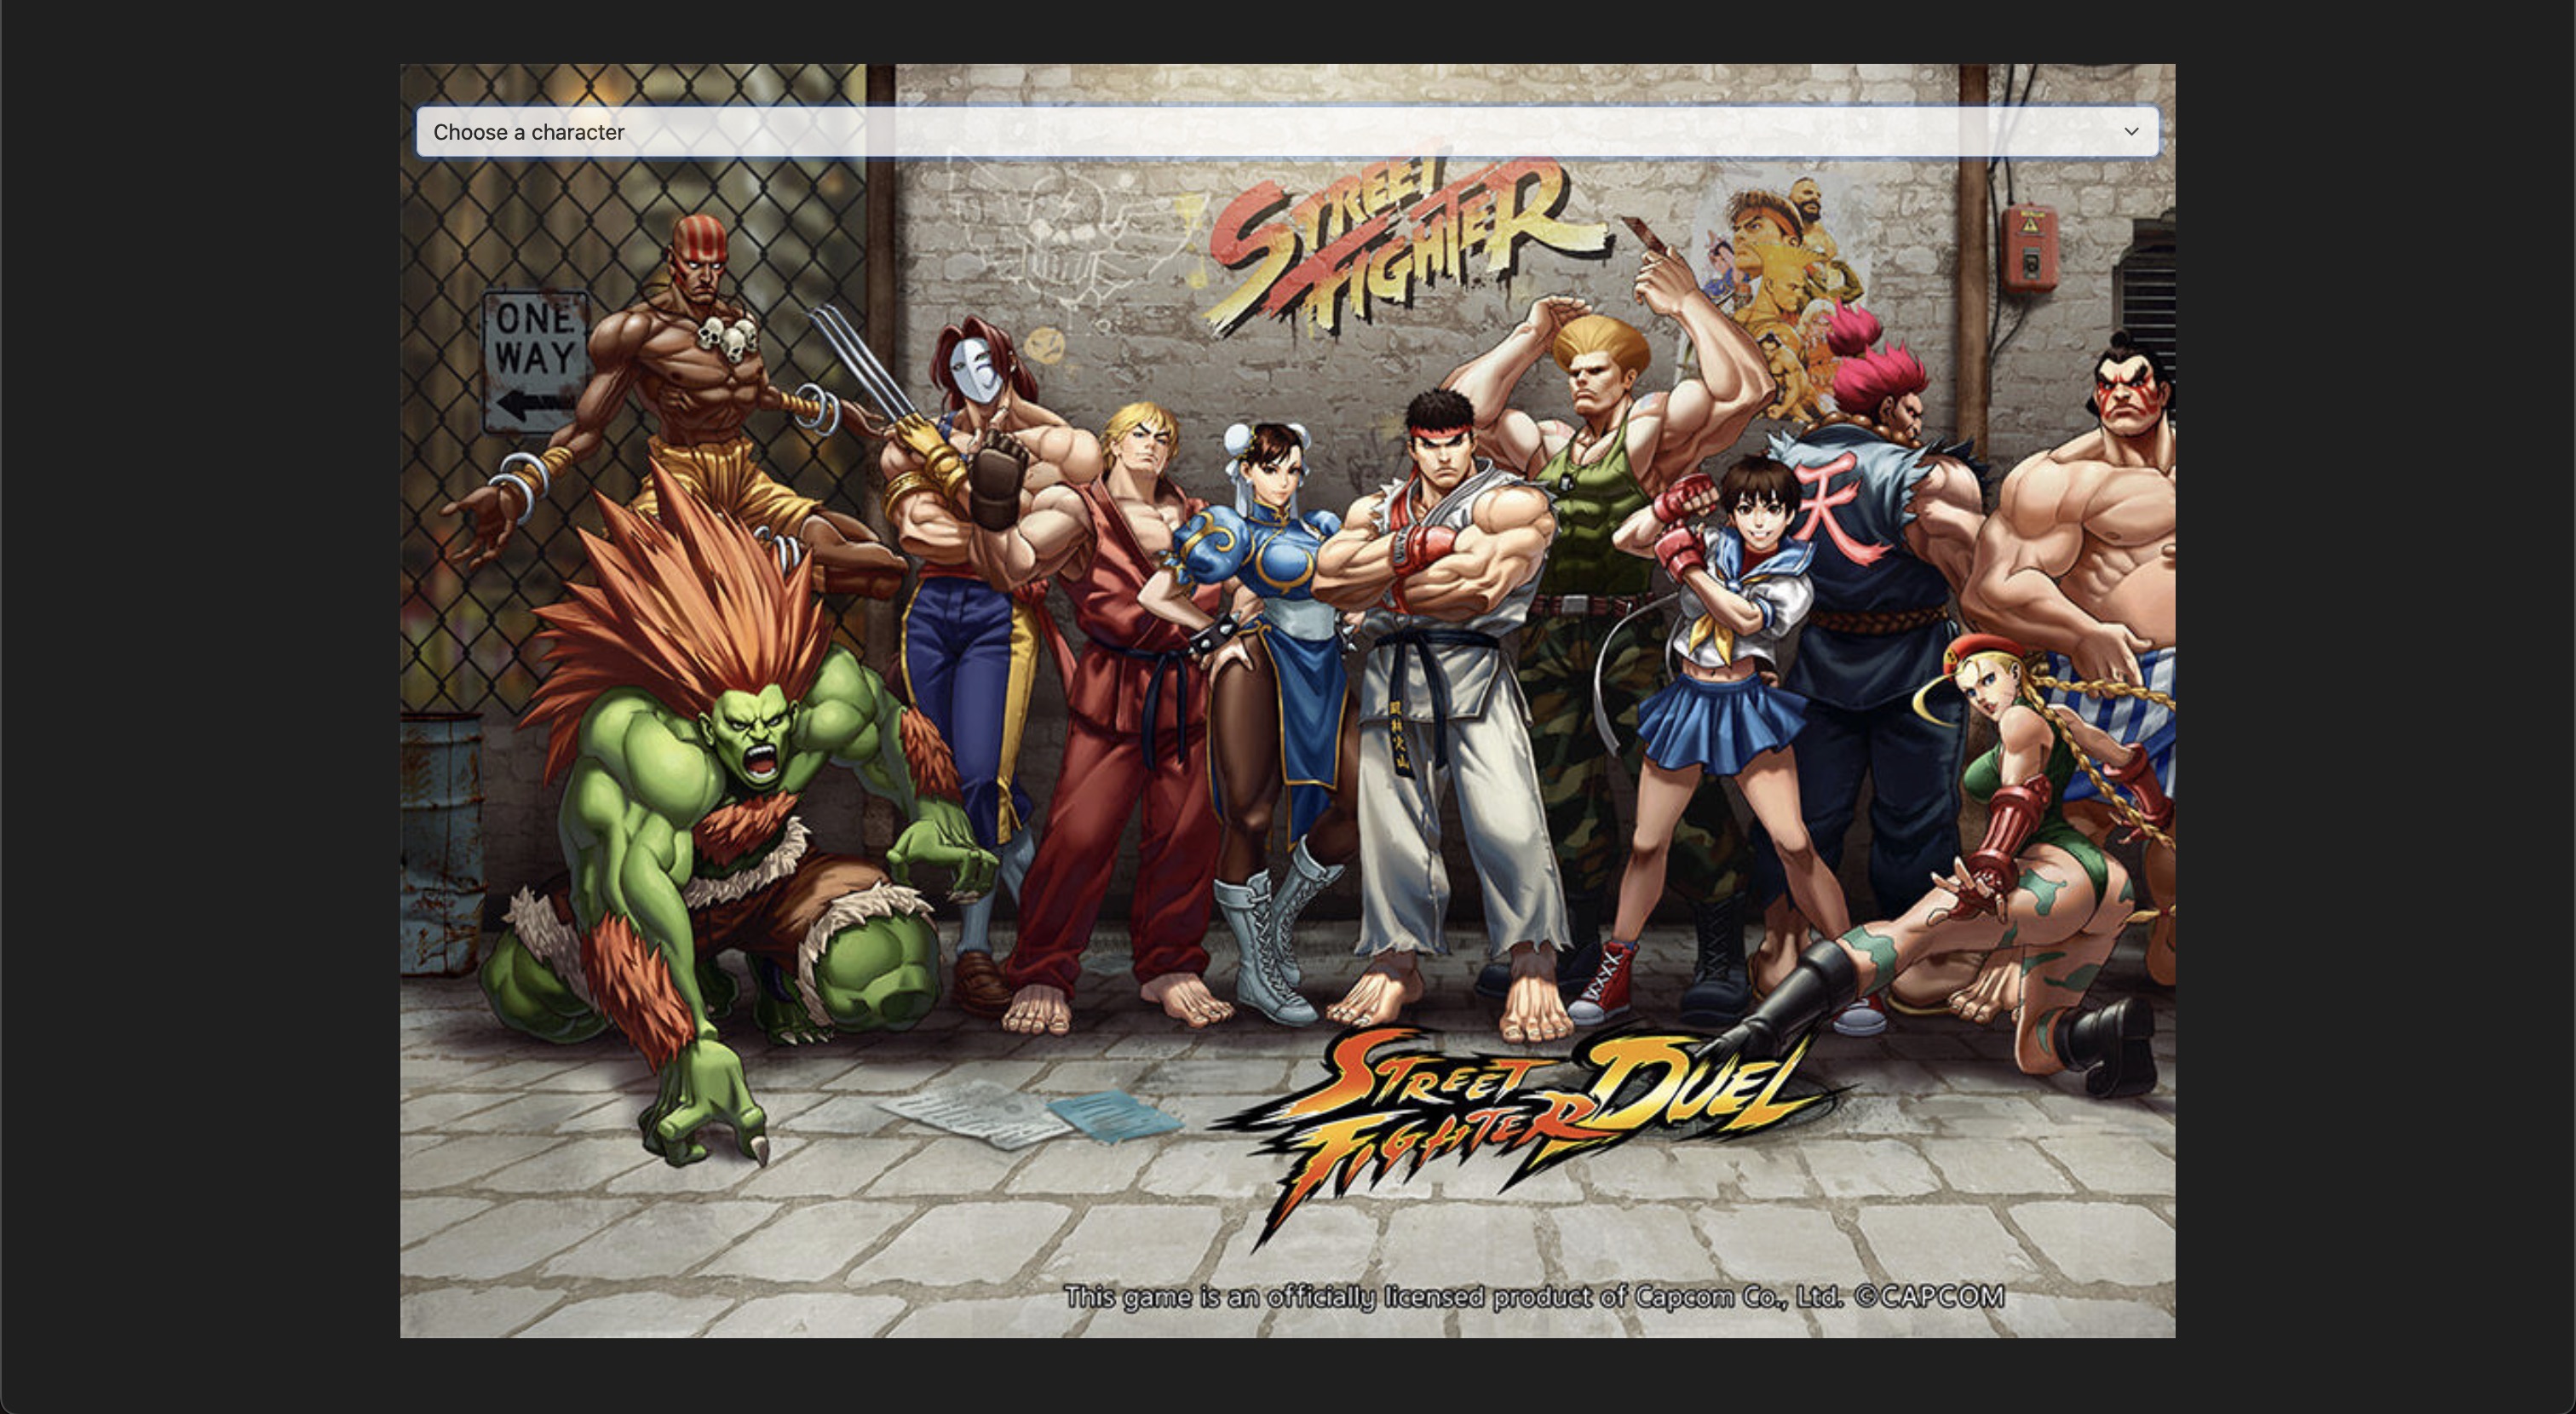 Choose a character
STREET
FIGHTER
ONE
WAY
天
STREET
FIGHTER DUEL
This game is an officially licensed product of Capcom Co., Ltd. ©CAPCOM